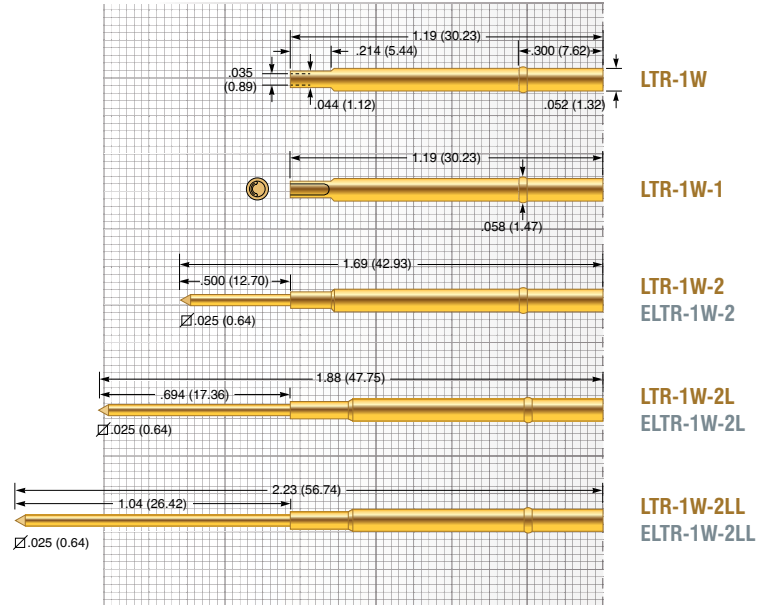 1.19 (30.23)
.214 (5.44)
.300 (7.62)
.035
(0.89)
LTR-1W
.044 (1.12)
.052 (1.32)
1.19 (30.23)
LTR-1W-1
.058 (1.47)
1.69 (42.93)
.500 (12.70)
LTR-1W-2
.025 (0.64)
ELTR-1W-2
1.88 (47.75)
.694 (17.36)
LTR-1W-2L
.025 (0.64)
ELTR-1W-2L
2.23 (56.74)
1.04 (26.42)
LTR-1W-2LL
.025 (0.64)
ELTR-1W-2LL